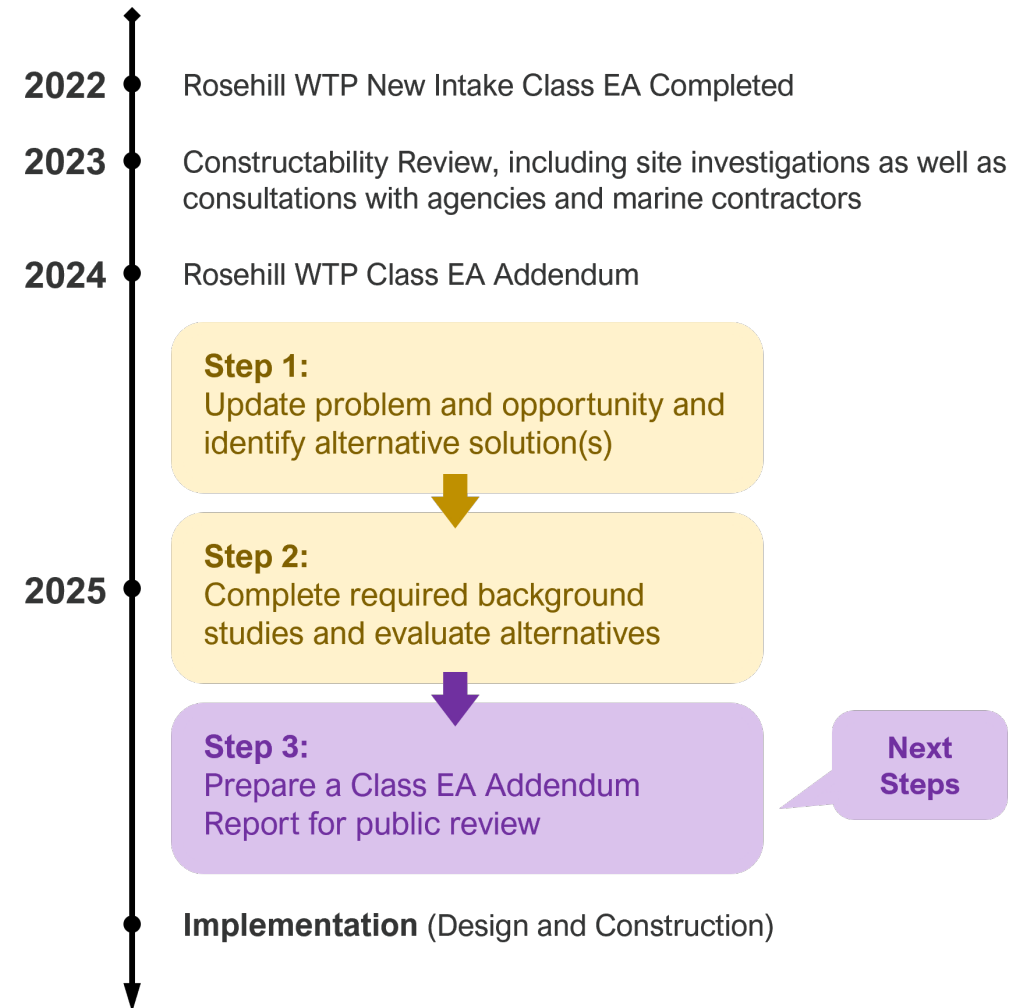 2022
Rosehill WTP New Intake Class EA Completed
2023
Constructability Review, including site investigations as well as
consultations with agencies and marine contractors
2024
Rosehill WTP Class EA Addendum
Step 1:
Update problem and opportunity and
identify alternative solution(s)
2025
Step 2:
Complete required background
studies and evaluate alternatives
Step 3:
Prepare a Class EA Addendum
Report for public review
Next
Steps
Implementation (Design and Construction)